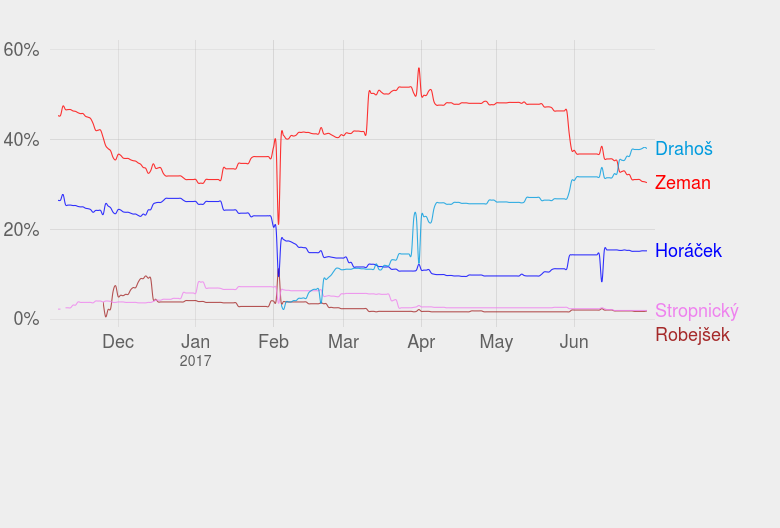 60%
40%
20%
0%
Dec Jan Feb Mar Apr May Jun
2017
Drahoš
Zeman
Horáček
Stropnický
Robejšek